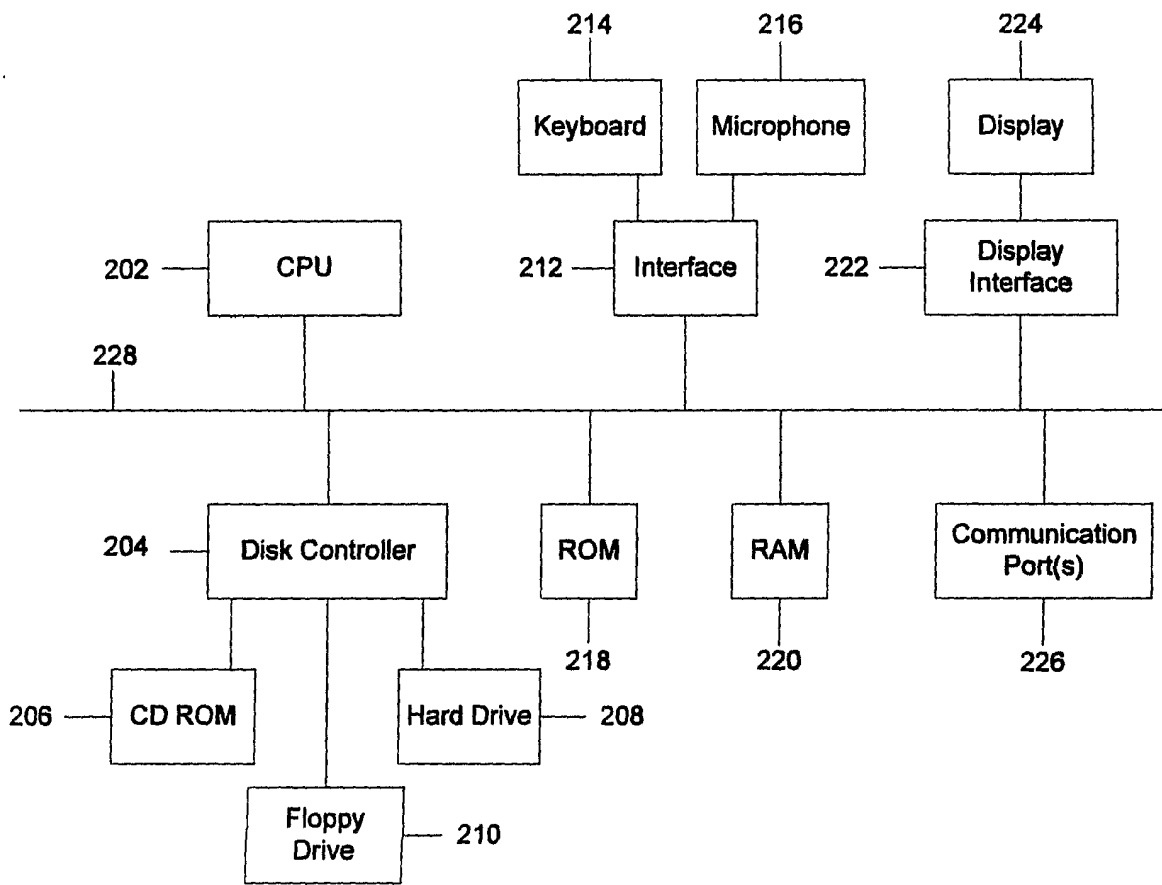 214
216
224
Keyboard
Microphone
Display
202
CPU
212
Interface
222
Display
Interface
228
204
Disk Controller
ROM
RAM
Communication
Port(s)
218
220
226
206
CD ROM
Hard Drive
208
Floppy
Drive
210